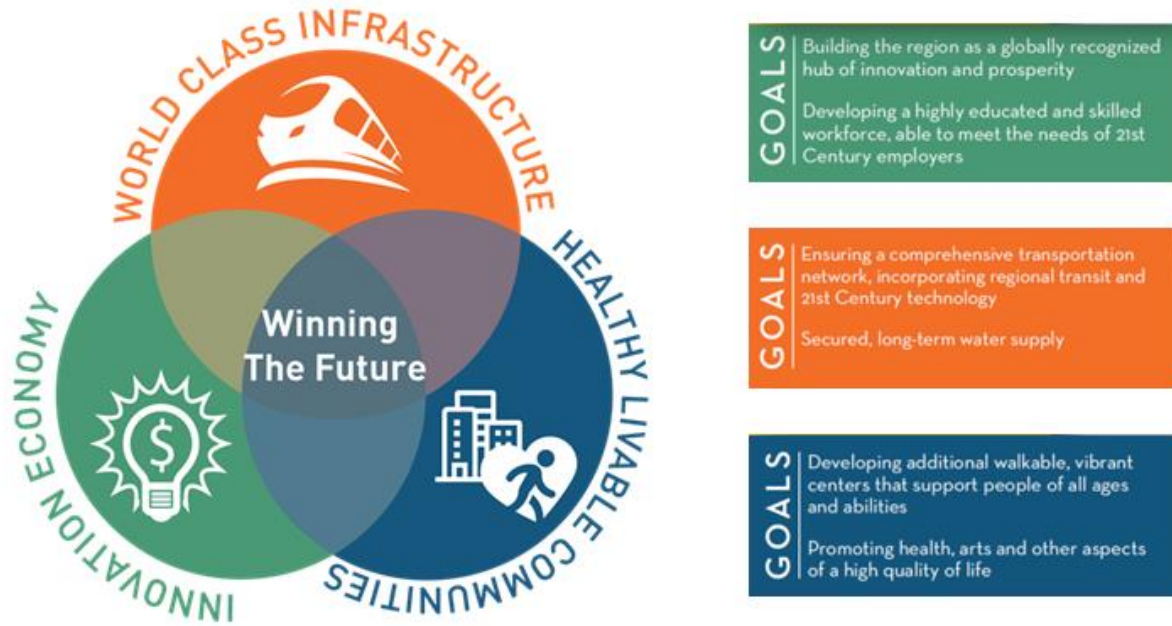 WORLD CLASS INFRASTRUCTURE
HEALTHY LIVABLE COMMUNITIES
INNOVATION ECONOMY
Winning
The Future
$
GOALS
Building the region as a globally recognized
hub of innovation and prosperity
Developing a highly educated and skilled
workforce, able to meet the needs of 21st
Century employers
GOALS
Ensuring a comprehensive transportation
network, incorporating regional transit and
21st Century technology
Secured, long-term water supply
GOALS
Developing additional walkable, vibrant
centers that support people of all ages
and abilities
Promoting health, arts and other aspects
of a high quality of life